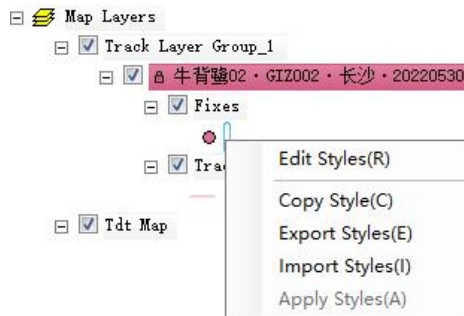 Map Layers
Track Layer Group_1
牛背鹭02·GIZ002·长沙·20220530
Fixes
Edit Styles(R)
Tra
Copy Style(C)
Tdt Map
Export Styles(E)
Import Styles(I)
Apply Styles(A)